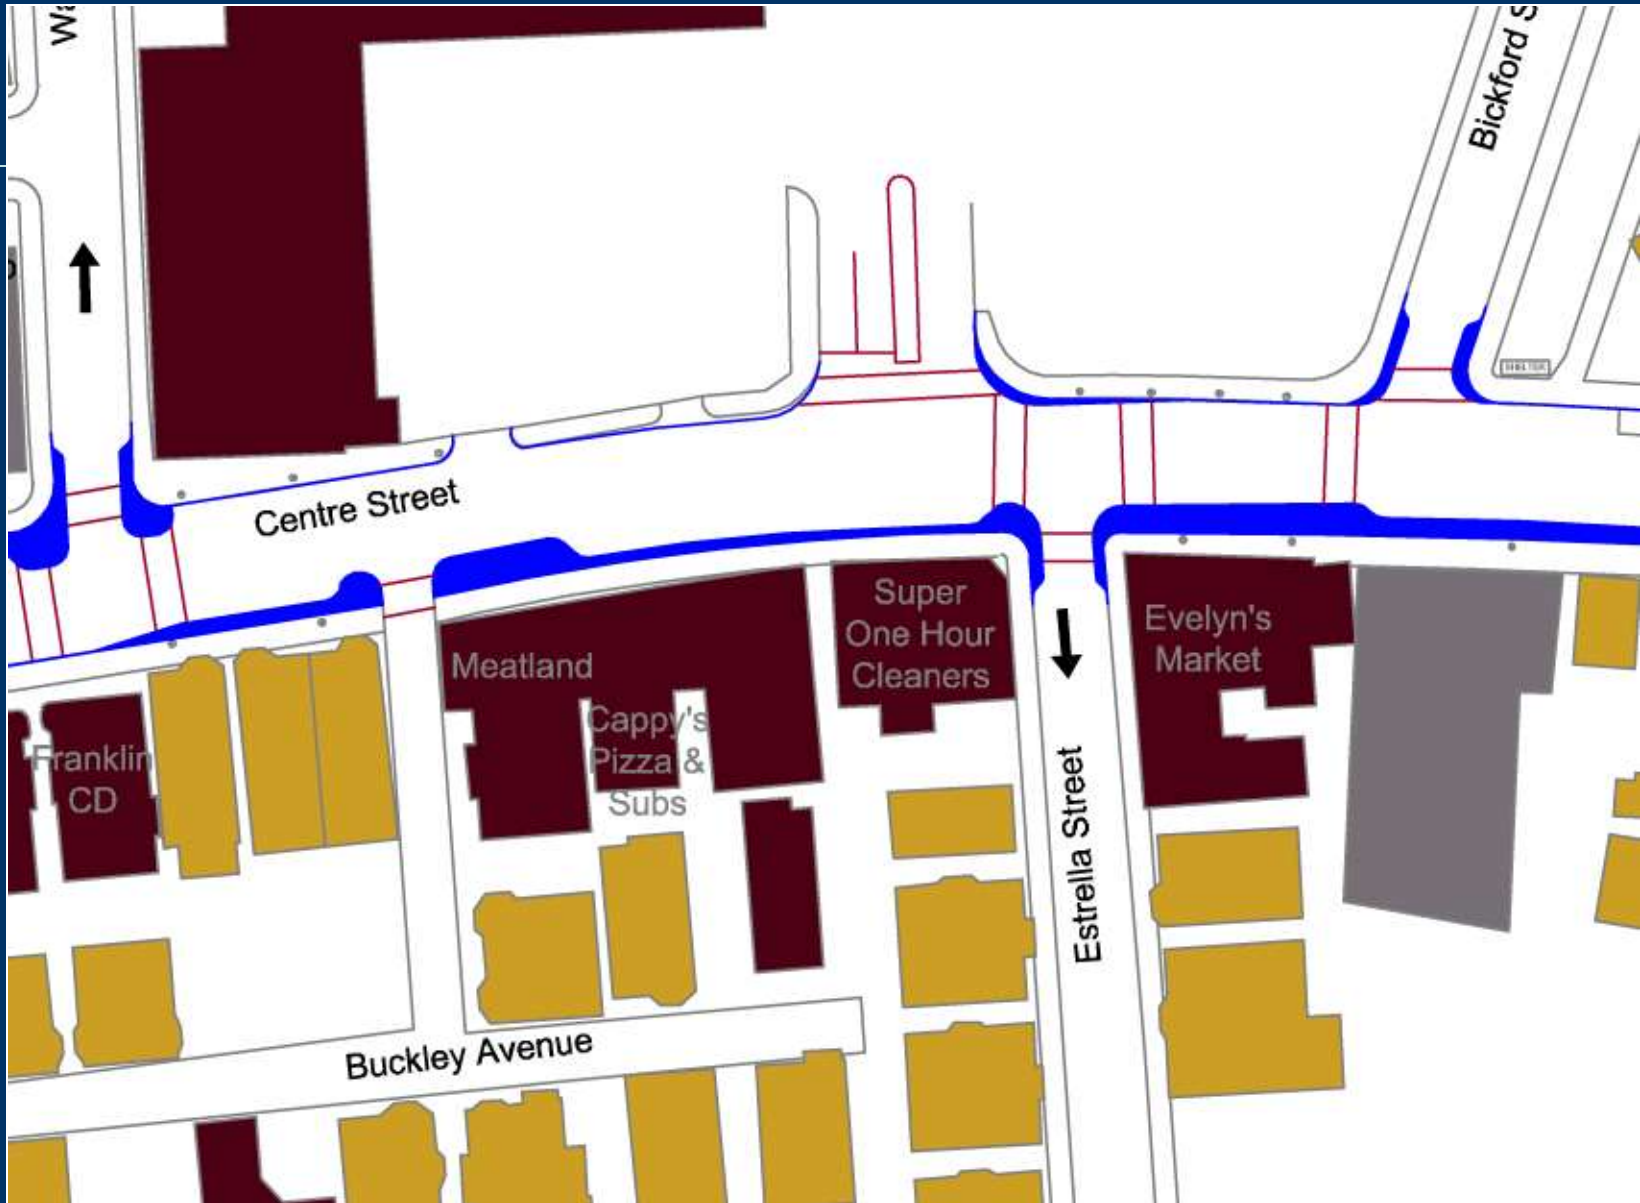 Bickford S
SHELTER
Centre Street
Super
One Hour
Cleaners
Evelyn's
Market
Meatland
Cappy's
Pizza &
Subs
Franklin
CD
Estrella Street
Buckley Avenue